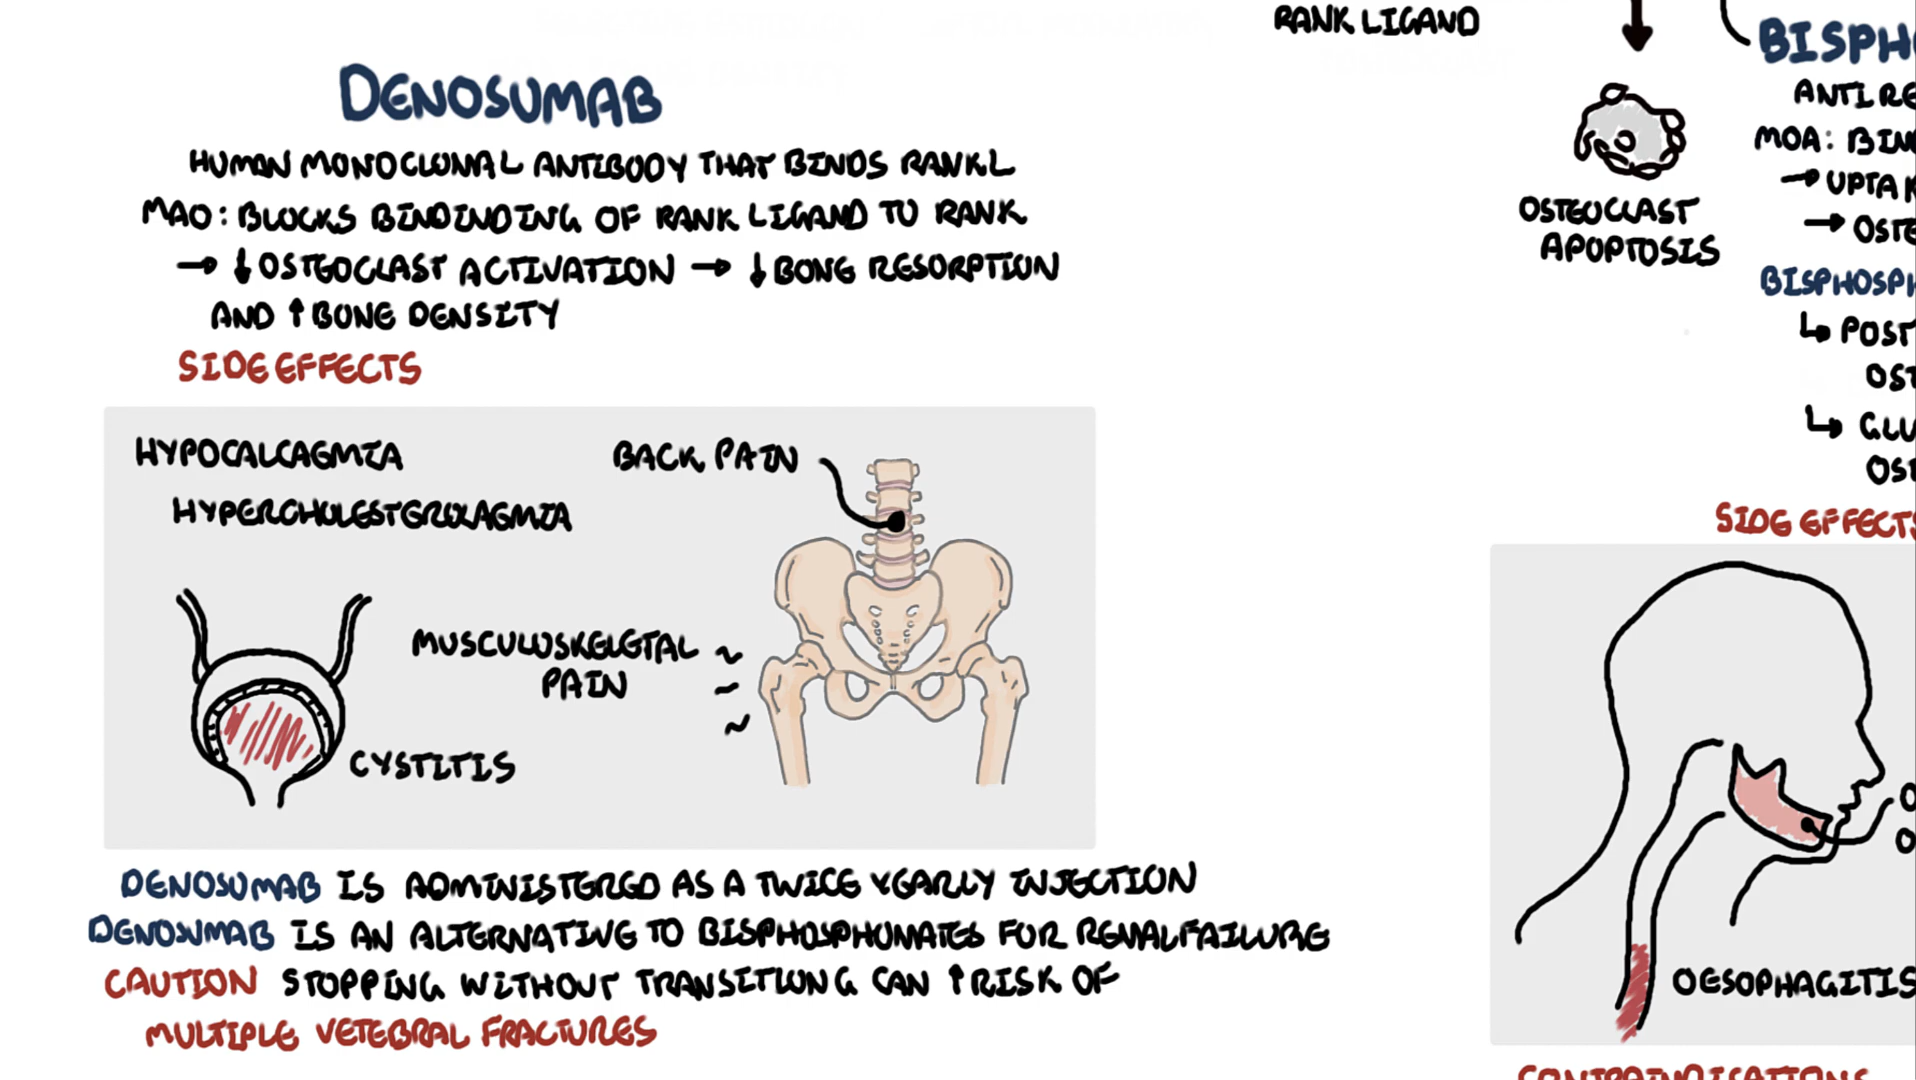 DENOSUMAB
HUMAN MONOCLONAL ANTIBODY THAT BINDS RANKL
MAO: BLOCKS BINDINDING OF RANK LIGAND TO RANK
→ ↓ OSTEOCLAST ACTIVATION → ↓ BONE RESORPTION
AND ↑ BONE DENSITY
SIDE EFFECTS
HYPOCALCAEMIA
HYPERCHOLESTEROLAEMIA
BACK PAIN
MUSCULOSKELETAL
PAIN
CYSTITIS
DENOSUMAB IS ADMINISTERED AS A TWICE YEARLY INJECTION
DENOSUMAB IS AN ALTERNATIVE TO BISPHOSPHONATES FOR RENAL FAILURE
CAUTION STOPPING WITHOUT TRANSITIONG CAN ↑ RISK OF
MULTIPLE VETEBRAL FRACTURES
RANK LIGAND
OSTEOCLAST
APOPTOSIS
BISPH
ANTI RE
MOA: BIN
→ UPTAK
→ OSTE
BISPHOSPH
↳ POST
OST
↳ GLU
OST
SIDE EFFECTS
O
O
OESOPHAGITIS
CONTRAINDICATIONS